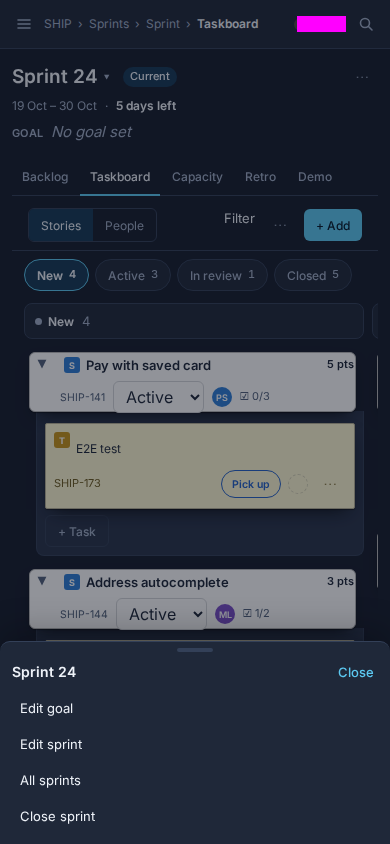 SHIP › Sprints › Sprint › Taskboard
Sprint 24 ▾ Current ...
19 Oct – 30 Oct · 5 days left
GOAL No goal set
Backlog Taskboard Capacity Retro Demo
Stories People Filter ... + Add
New 4 Active 3 In review 1 Closed 5
New 4
▼ S Pay with saved card 5 pts
SHIP-141 Active PS ☑ 0/3
T E2E test
SHIP-173 Pick up ...
+ Task
▼ S Address autocomplete 3 pts
SHIP-144 Active ML ☑ 1/2
Sprint 24 Close
Edit goal
Edit sprint
All sprints
Close sprint